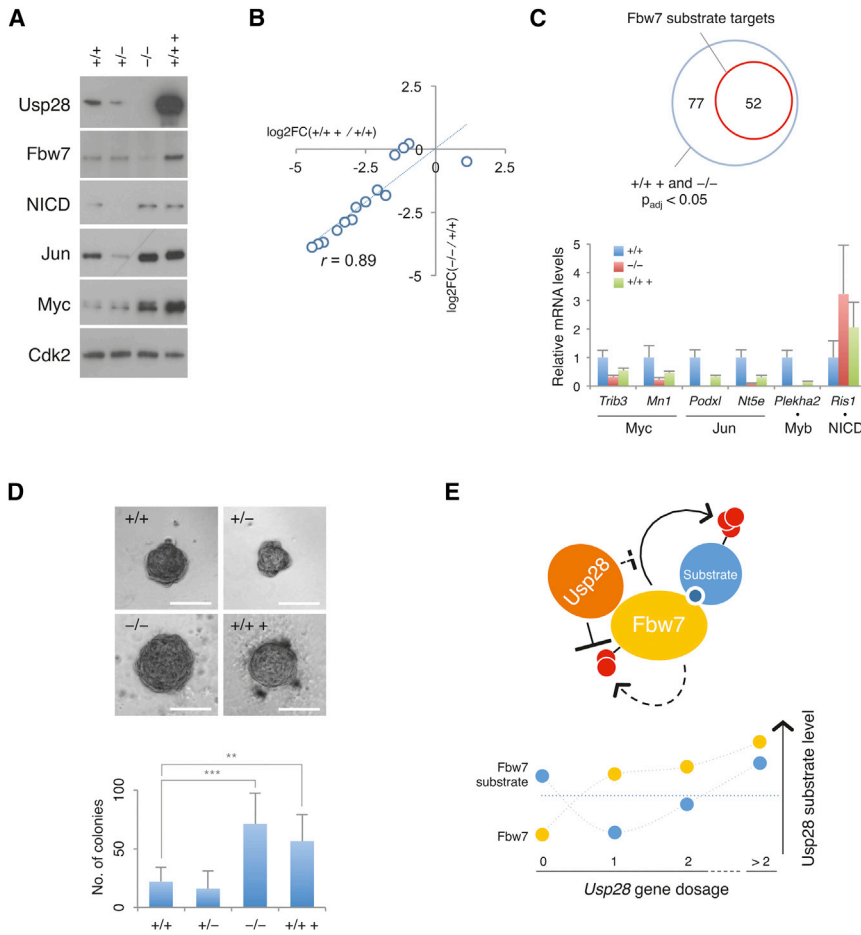 A
+/+ +/− −/− +/+ +
Usp28
Fbw7
NICD
Jun
Myc
Cdk2
B
2.5
log2FC(+/+ + / +/+)
-5 -2.5 0 2.5
-2.5
-5
log2FC(−/− / +/+)
r = 0.89
C
Fbw7 substrate targets
77 52
+/+ + and −/−
padj < 0.05
Relative mRNA levels
5
4
3
2
1
0
+/+
−/−
+/+ +
Trib3 Mn1 Podxl Nt5e Plekha2 Ris1
Myc Jun Myb NICD
D
+/+ +/−
−/− +/+ +
No. of colonies
100
50
0
**
***
+/+ +/− −/− +/+ +
E
Usp28
Substrate
Fbw7
Fbw7
substrate
Fbw7
0 1 2 > 2
Usp28 gene dosage
Usp28 substrate level